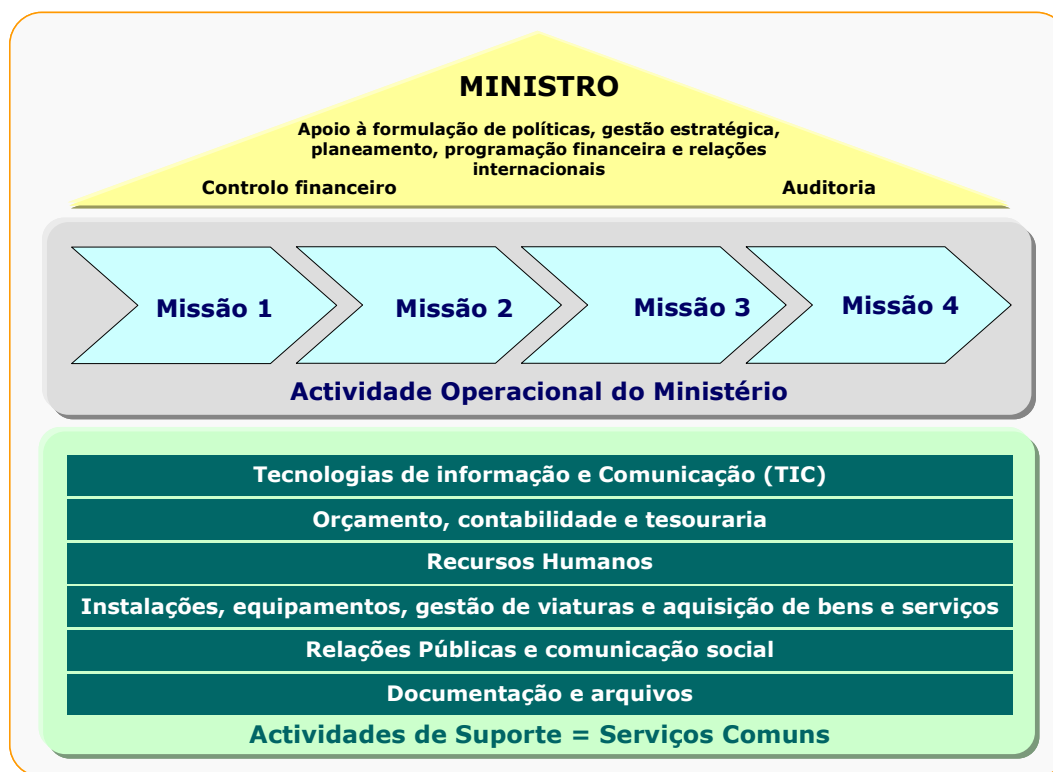 MINISTRO
Apoio à formulação de políticas, gestão estratégica,
planeamento, programação financeira e relações
internacionais
Controlo financeiro
Auditoria
Missão 1
Missão 2
Missão 3
Missão 4
Actividade Operacional do Ministério
Tecnologias de informação e Comunicação (TIC)
Orçamento, contabilidade e tesouraria
Recursos Humanos
Instalações, equipamentos, gestão de viaturas e aquisição de bens e serviços
Relações Públicas e comunicação social
Documentação e arquivos
Actividades de Suporte = Serviços Comuns